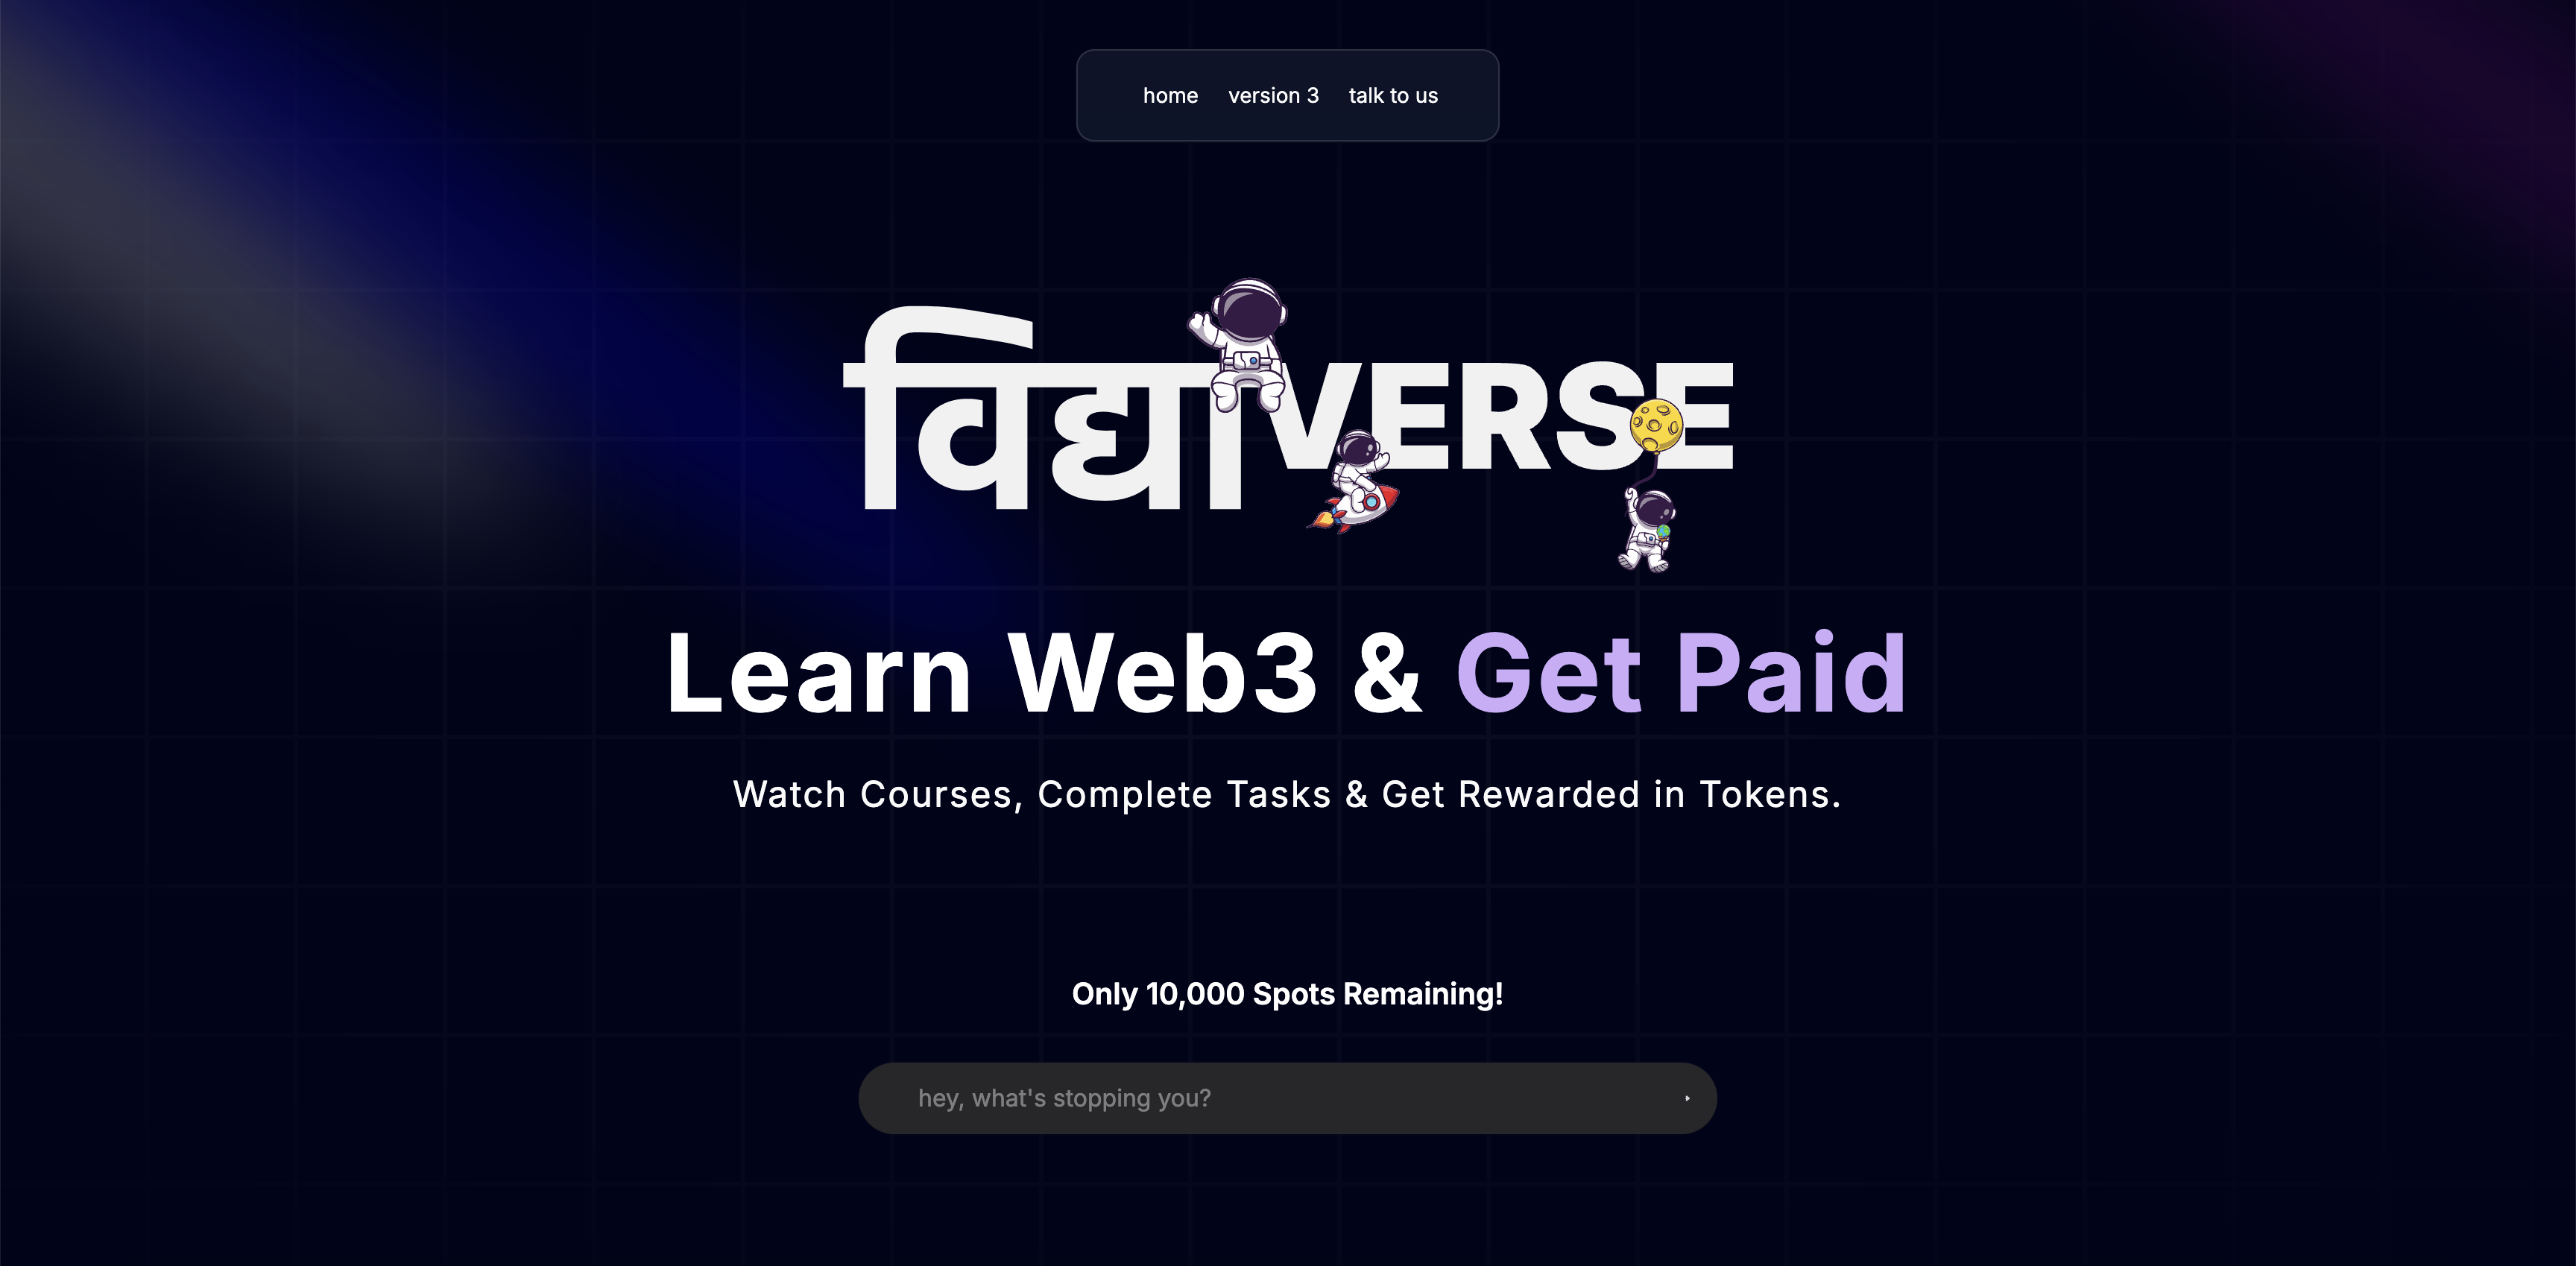 home version 3 talk to us
विद्याVERSE
Learn Web3 & Get Paid
Watch Courses, Complete Tasks & Get Rewarded in Tokens.
Only 10,000 Spots Remaining!
hey, what's stopping you?